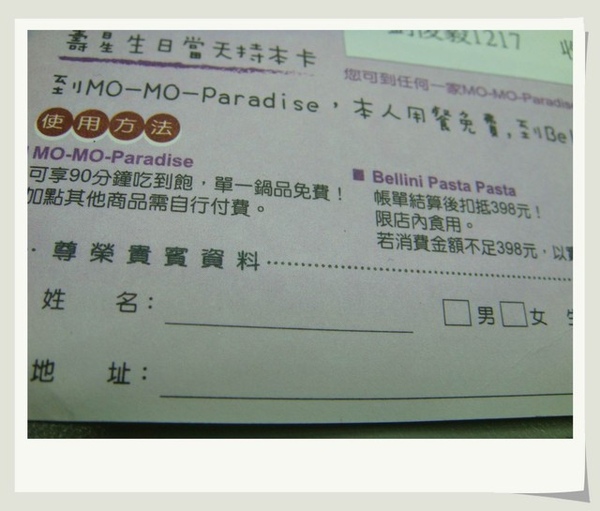 壽星生日當天持本卡
毅1217
您可到任何一家MO-MO-Paradise
到MO-MO-Paradise，本人用餐免費，到Be
使用方法
MO-MO-Paradise
可享90分鐘吃到飽，單一鍋品免費！
加點其他商品需自行付費。
■ Bellini Pasta Pasta
帳單結算後扣抵398元！
限店內食用。
若消費金額不足398元，以
·尊榮貴賓資料
姓 名：
□男□女
地 址：